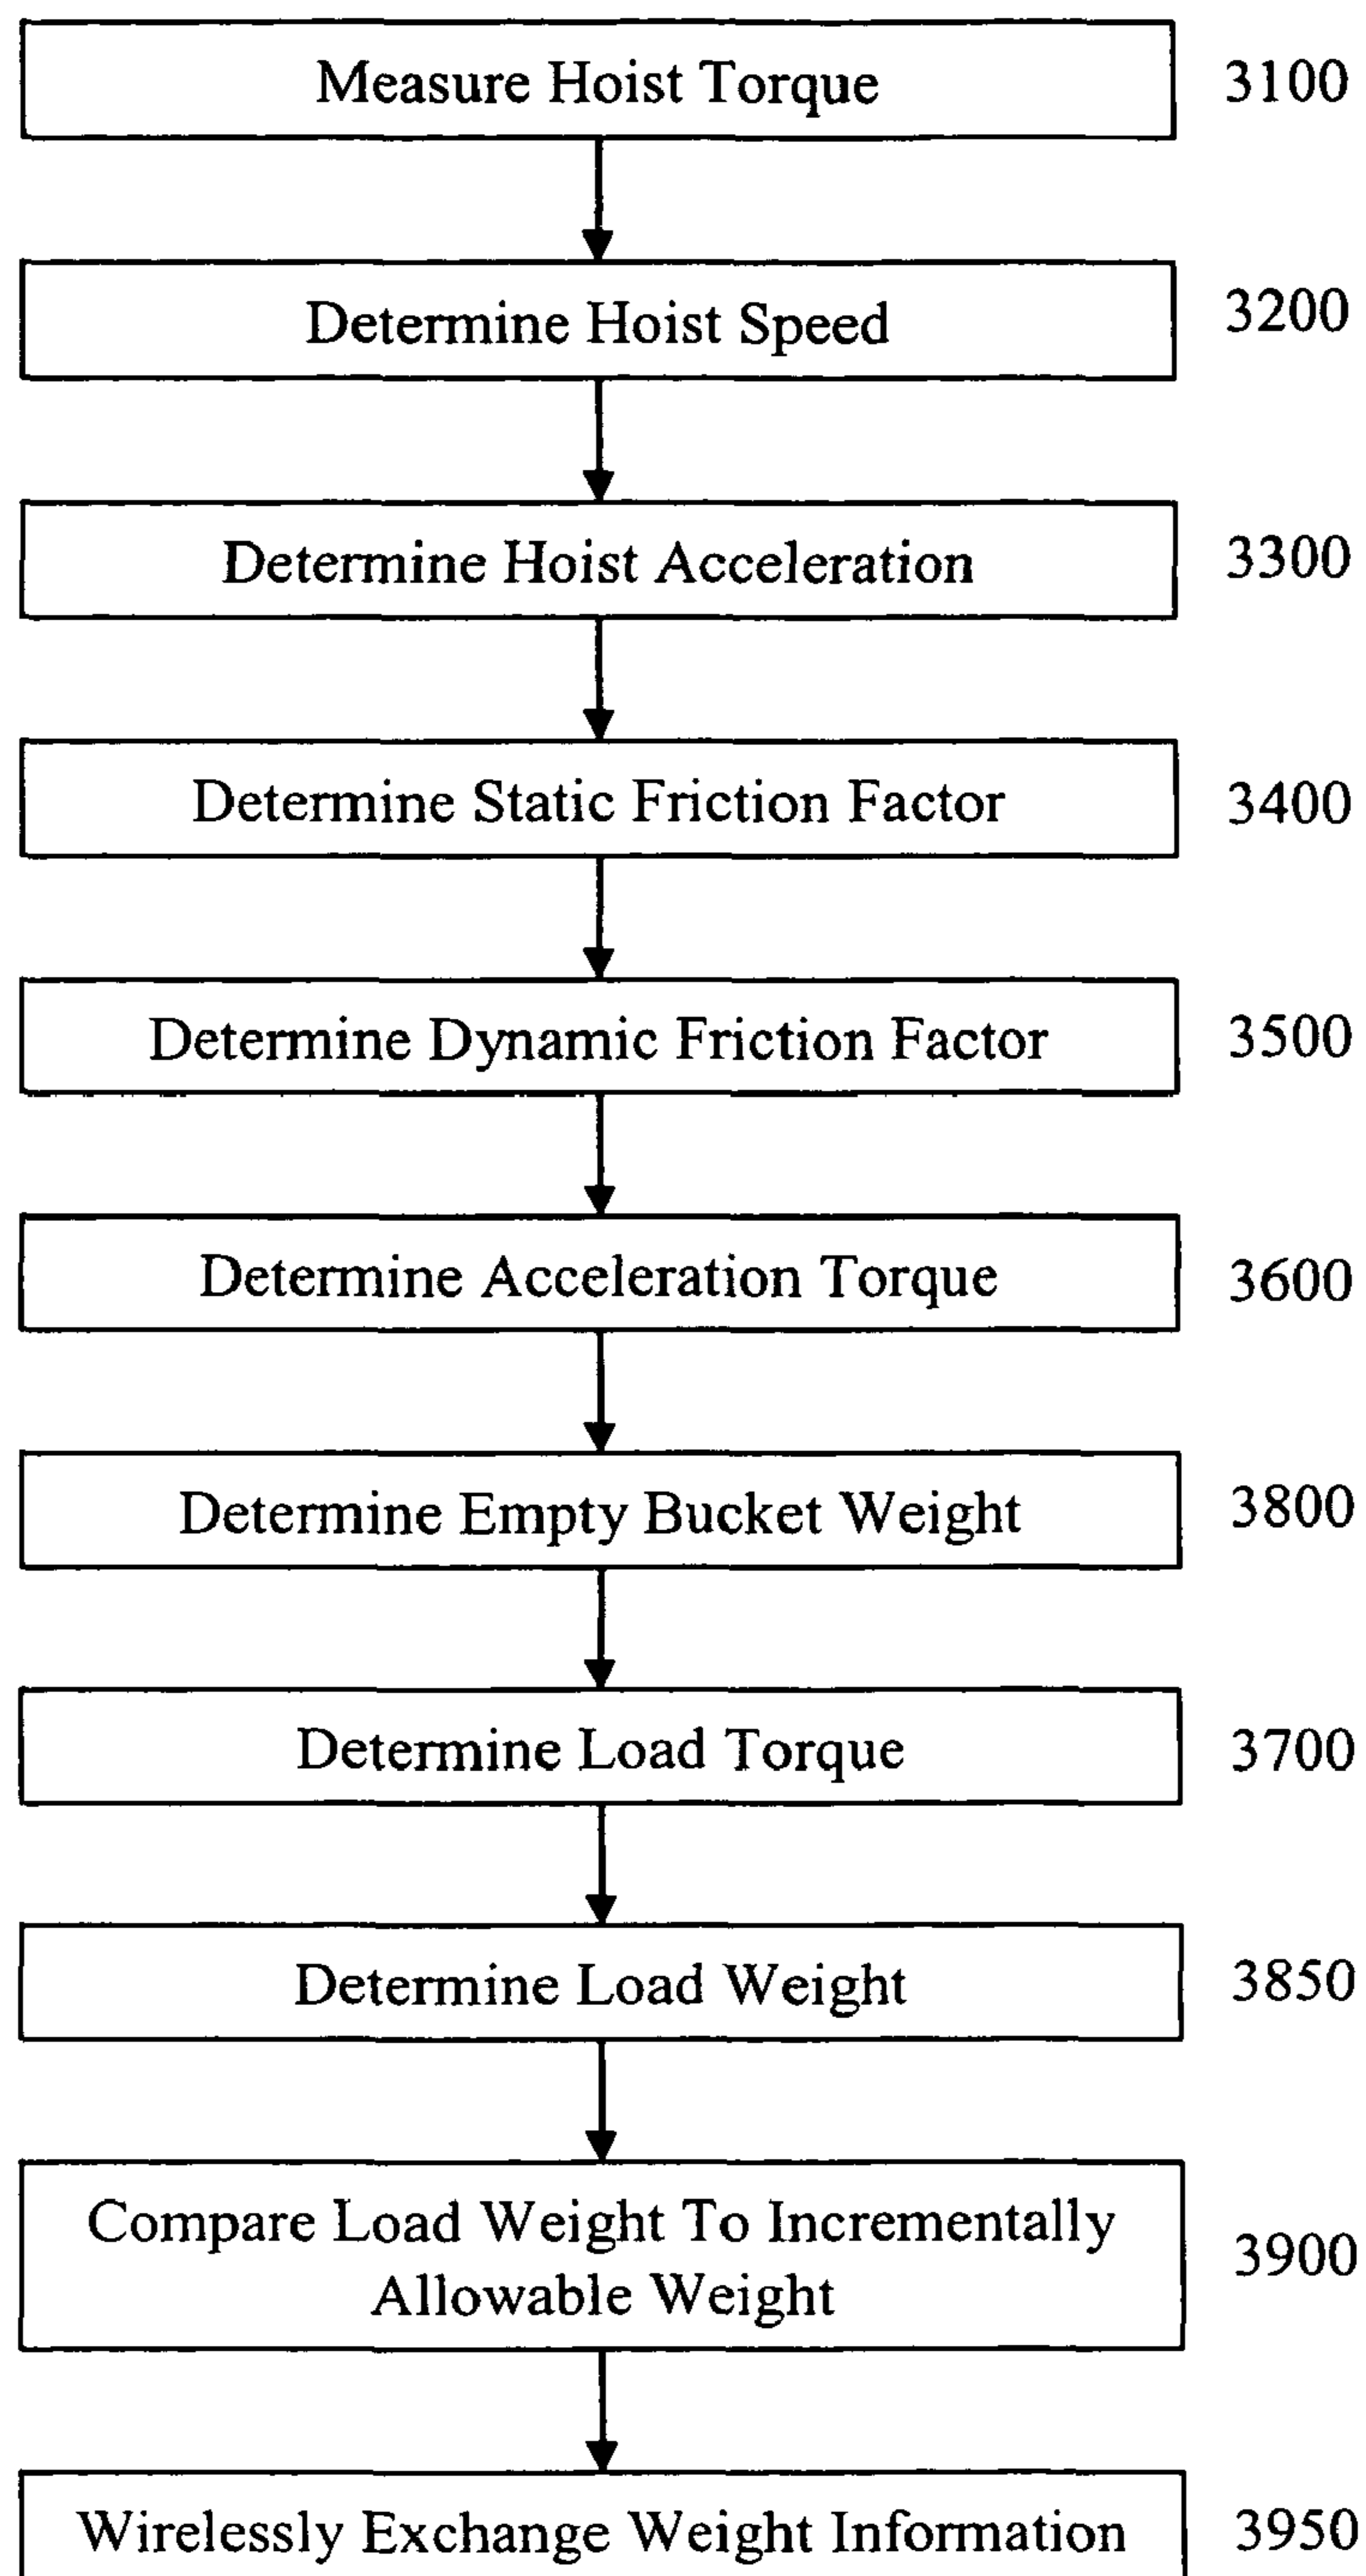 Measure Hoist Torque 3100
Determine Hoist Speed 3200
Determine Hoist Acceleration 3300
Determine Static Friction Factor 3400
Determine Dynamic Friction Factor 3500
Determine Acceleration Torque 3600
Determine Empty Bucket Weight 3800
Determine Load Torque 3700
Determine Load Weight 3850
Compare Load Weight To Incrementally
Allowable Weight 3900
Wirelessly Exchange Weight Information 3950